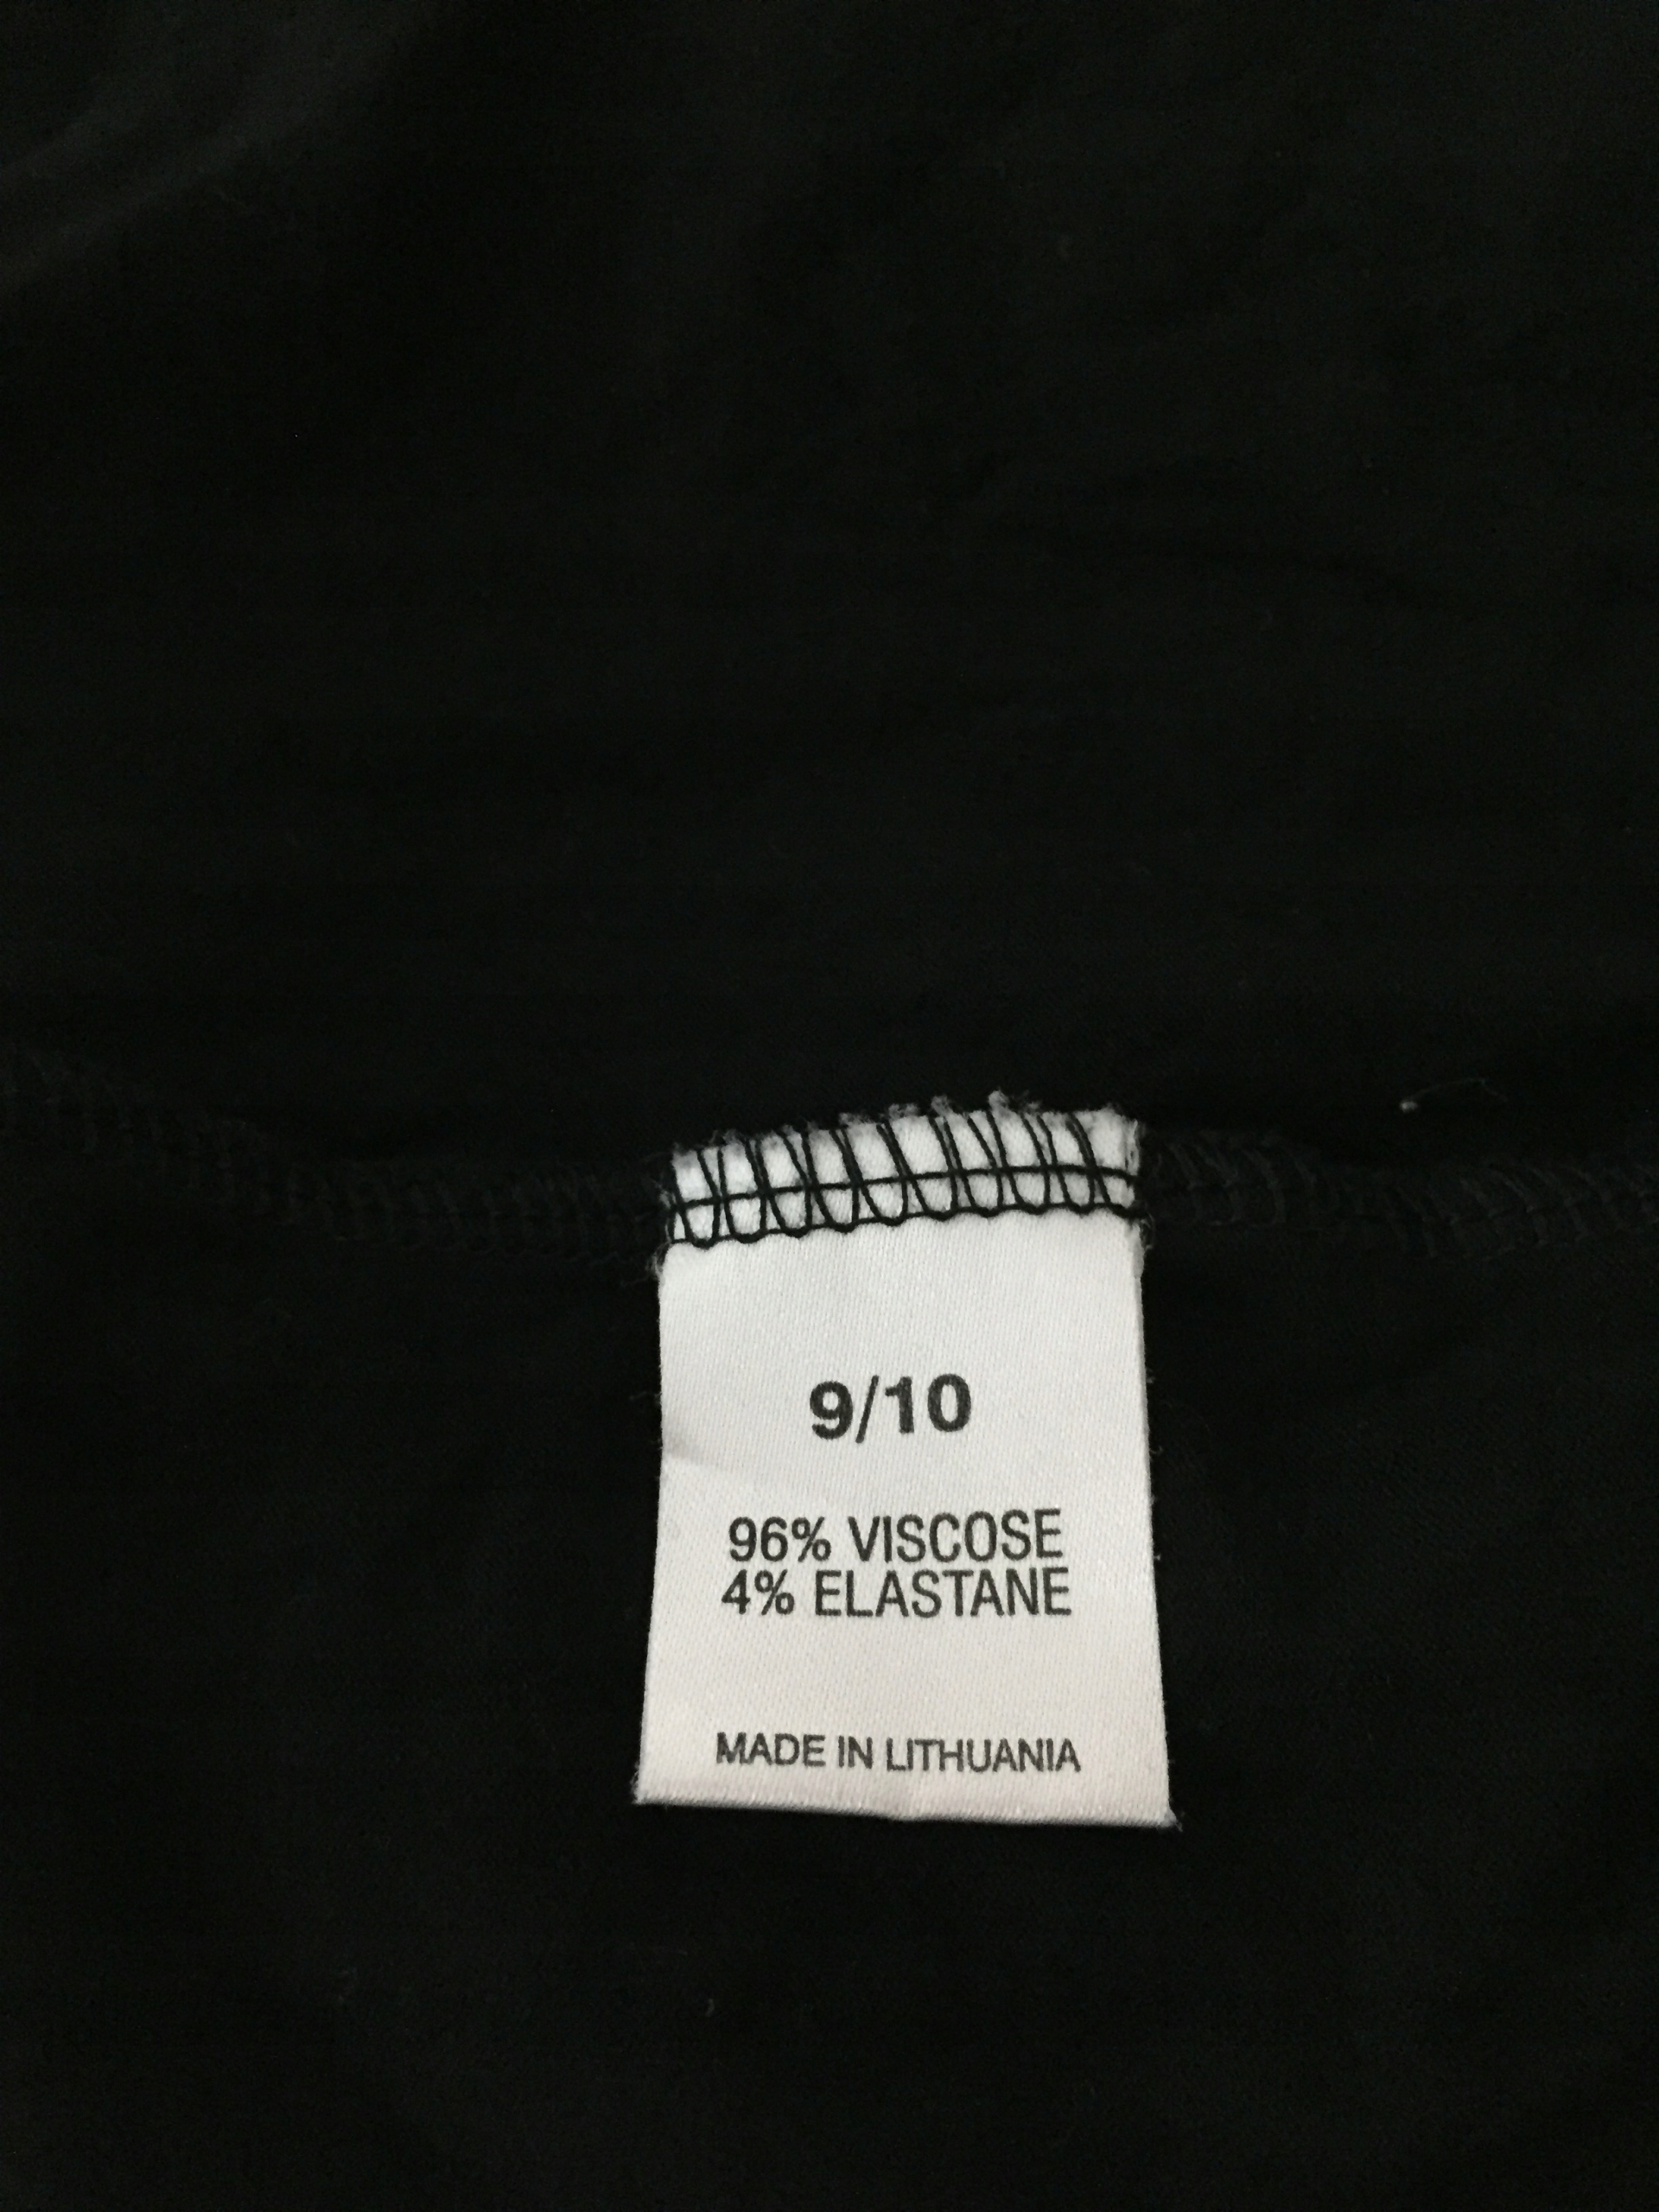 9/10
96% VISCOSE
4% ELASTANE
MADE IN LITHUANIA